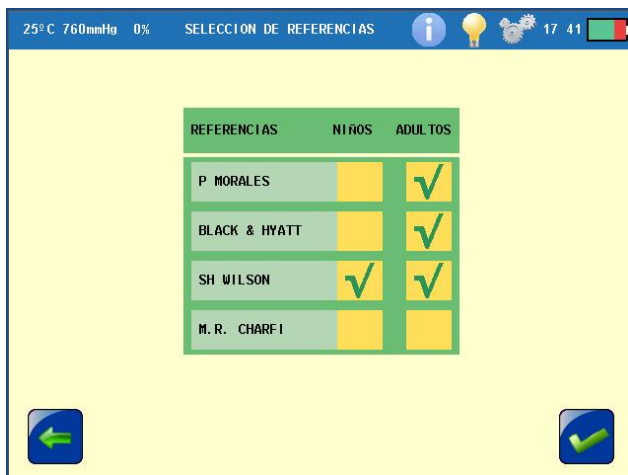 25ºC 760mmHg 0% SELECCION DE REFERENCIAS 17 41
REFERENCIAS NIÑOS ADULTOS
P MORALES
BLACK & HYATT
SH WILSON
M.R. CHARFI